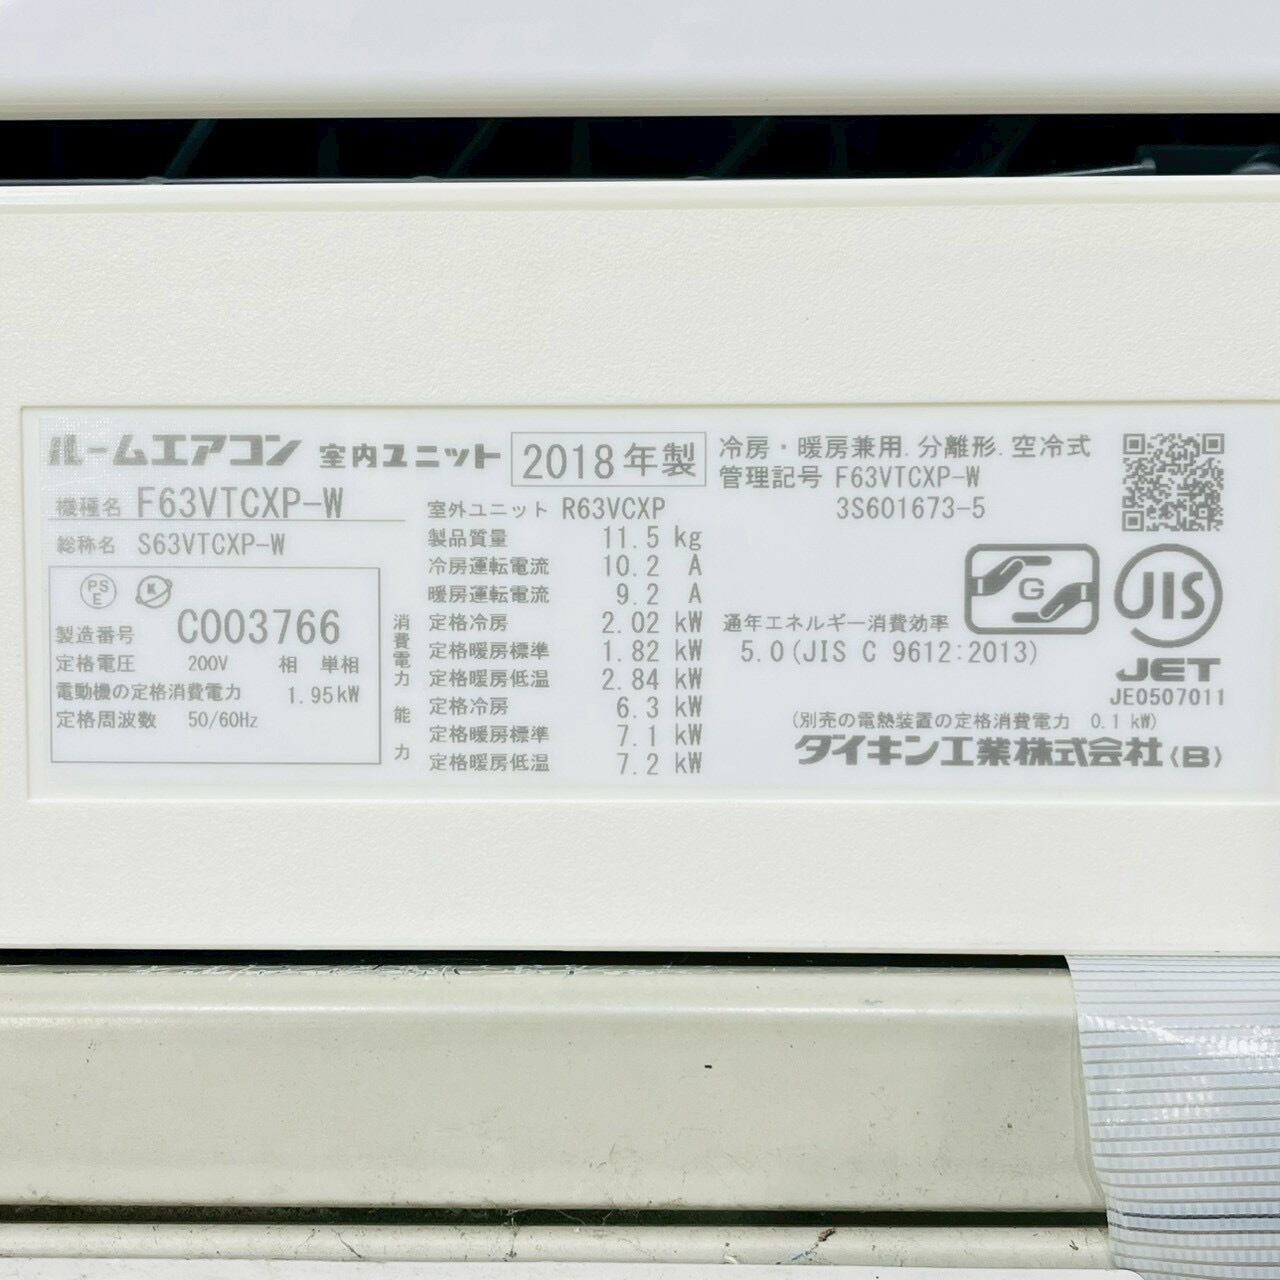 ルームエアコン 室内ユニット 2018年製
機種名 F63VTCXP-W
総称名 S63VTCXP-W
PS
E
K
製造番号 C003766
定格電圧 200V 相 単相
電動機の定格消費電力 1.95kW
定格周波数 50/60Hz
室外ユニット R63VCXP
製品質量 11.5 kg
冷房運転電流 10.2 A
暖房運転電流 9.2 A
消費電力
定格冷房 2.02 kW
定格暖房標準 1.82 kW
定格暖房低温 2.84 kW
能力
定格冷房 6.3 kW
定格暖房標準 7.1 kW
定格暖房低温 7.2 kW
冷房・暖房兼用.分離形.空冷式
管理記号 F63VTCXP-W
3S601673-5
G
JIS
JET
JE0507011
通年エネルギー消費効率
5.0(JIS C 9612:2013)
(別売の電熱装置の定格消費電力 0.1kW)
ダイキン工業株式会社(B)